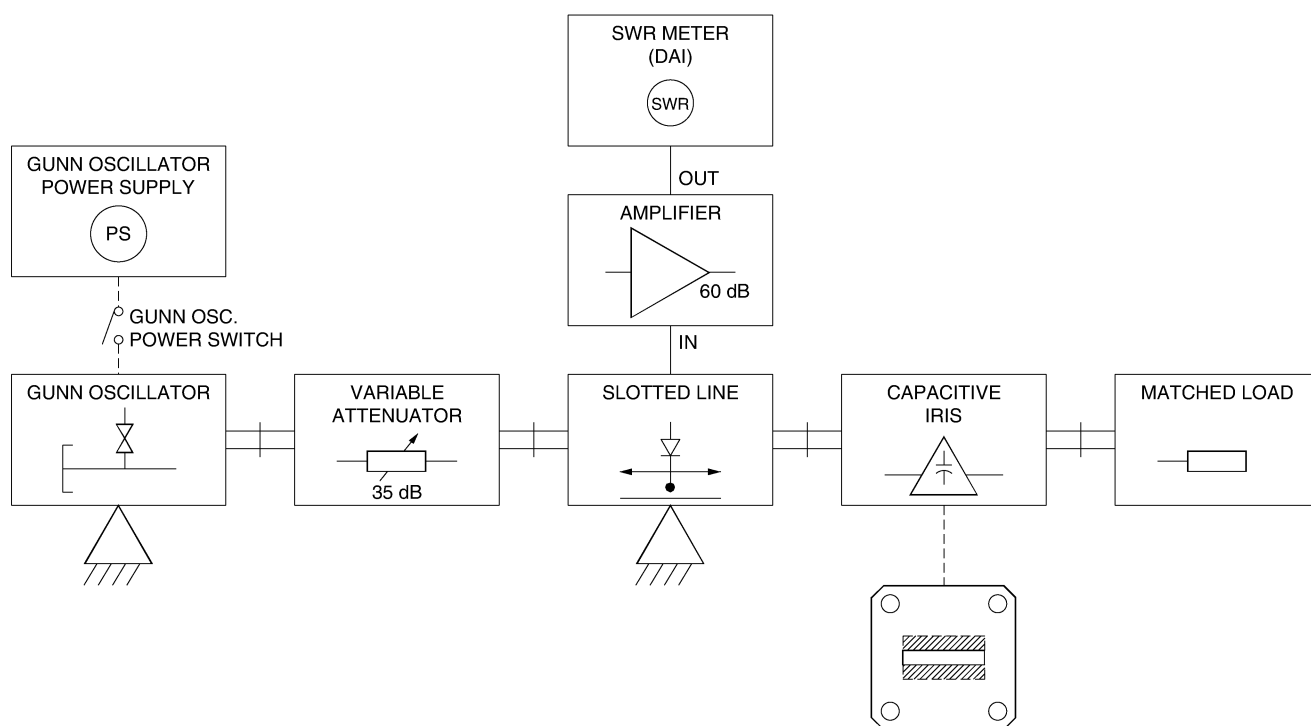 SWR METER
(DAI)
SWR
OUT
GUNN OSCILLATOR
POWER SUPPLY
PS
AMPLIFIER
60 dB
IN
GUNN OSC.
POWER SWITCH
GUNN OSCILLATOR
VARIABLE
ATTENUATOR
35 dB
SLOTTED LINE
CAPACITIVE
IRIS
MATCHED LOAD